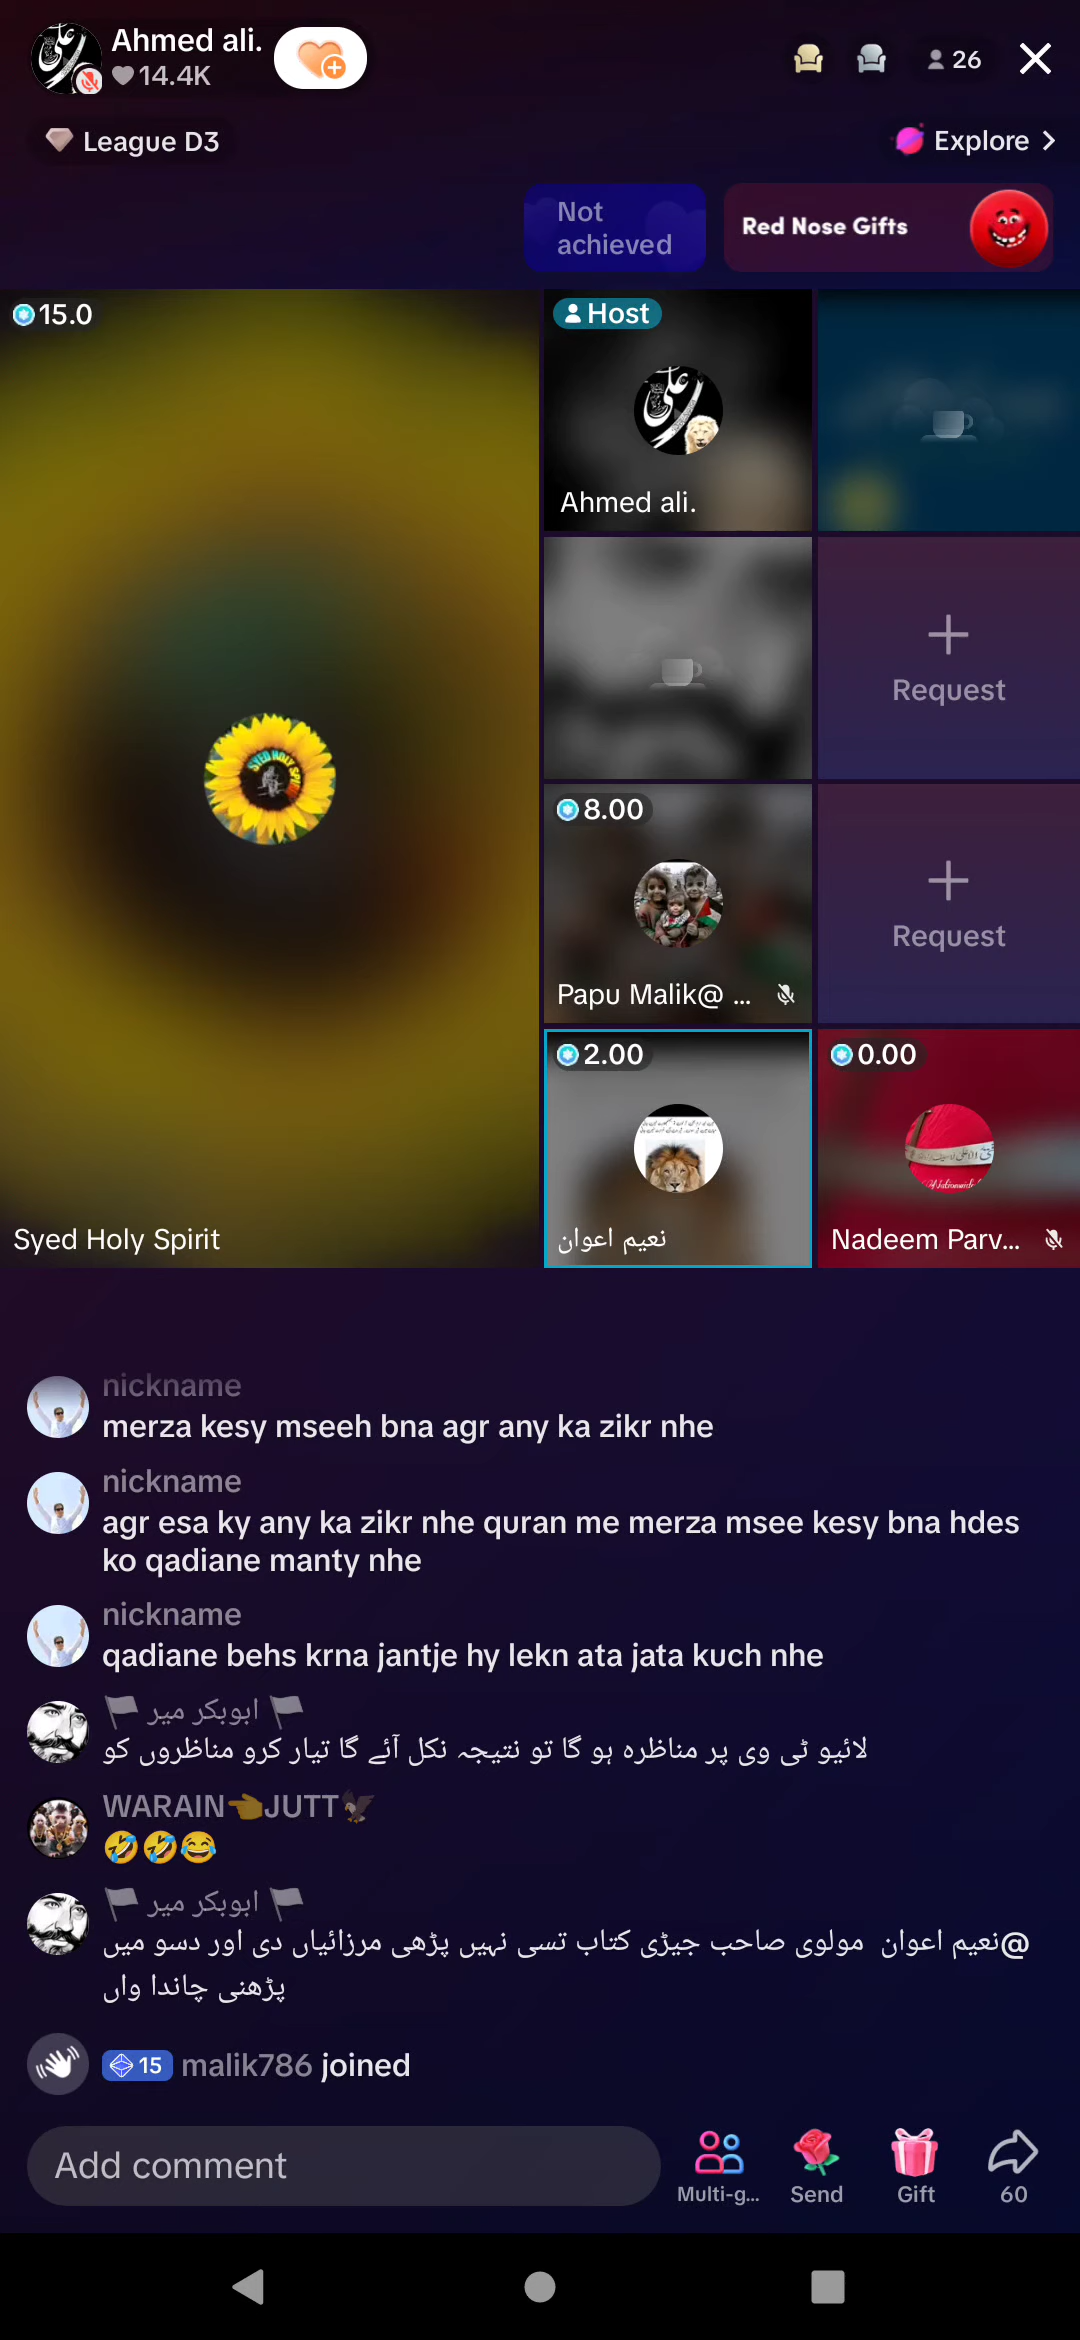 Ahmed ali.
14.4K
26
League D3
Explore
Not
achieved
Red Nose Gifts
15.0
Host
Ahmed ali.
Request
8.00
Papu Malik@ ...
Request
2.00
نعیم اعوان
0.00
Nadeem Parv...
Syed Holy Spirit
nickname
merza kesy mseeh bna agr any ka zikr nhe
nickname
agr esa ky any ka zikr nhe quran me merza msee kesy bna hdes
ko qadiane manty nhe
nickname
qadiane behs krna jantje hy lekn ata jata kuch nhe
🏳 ابوبکر میر 🏳
لائیو ٹی وی پر مناظرہ ہو گا تو نتیجہ نکل آئے گا تیار کرو مناظروں کو
WARAIN👈JUTT🦅
🤣🤣😂
🏳 ابوبکر میر 🏳
@نعیم اعوان مولوی صاحب جیڑی کتاب تسی نہیں پڑھی مرزائیاں دی اور دسو میں
پڑھنی چاندا واں
15 malik786 joined
Add comment
Multi-g...
Send
Gift
60